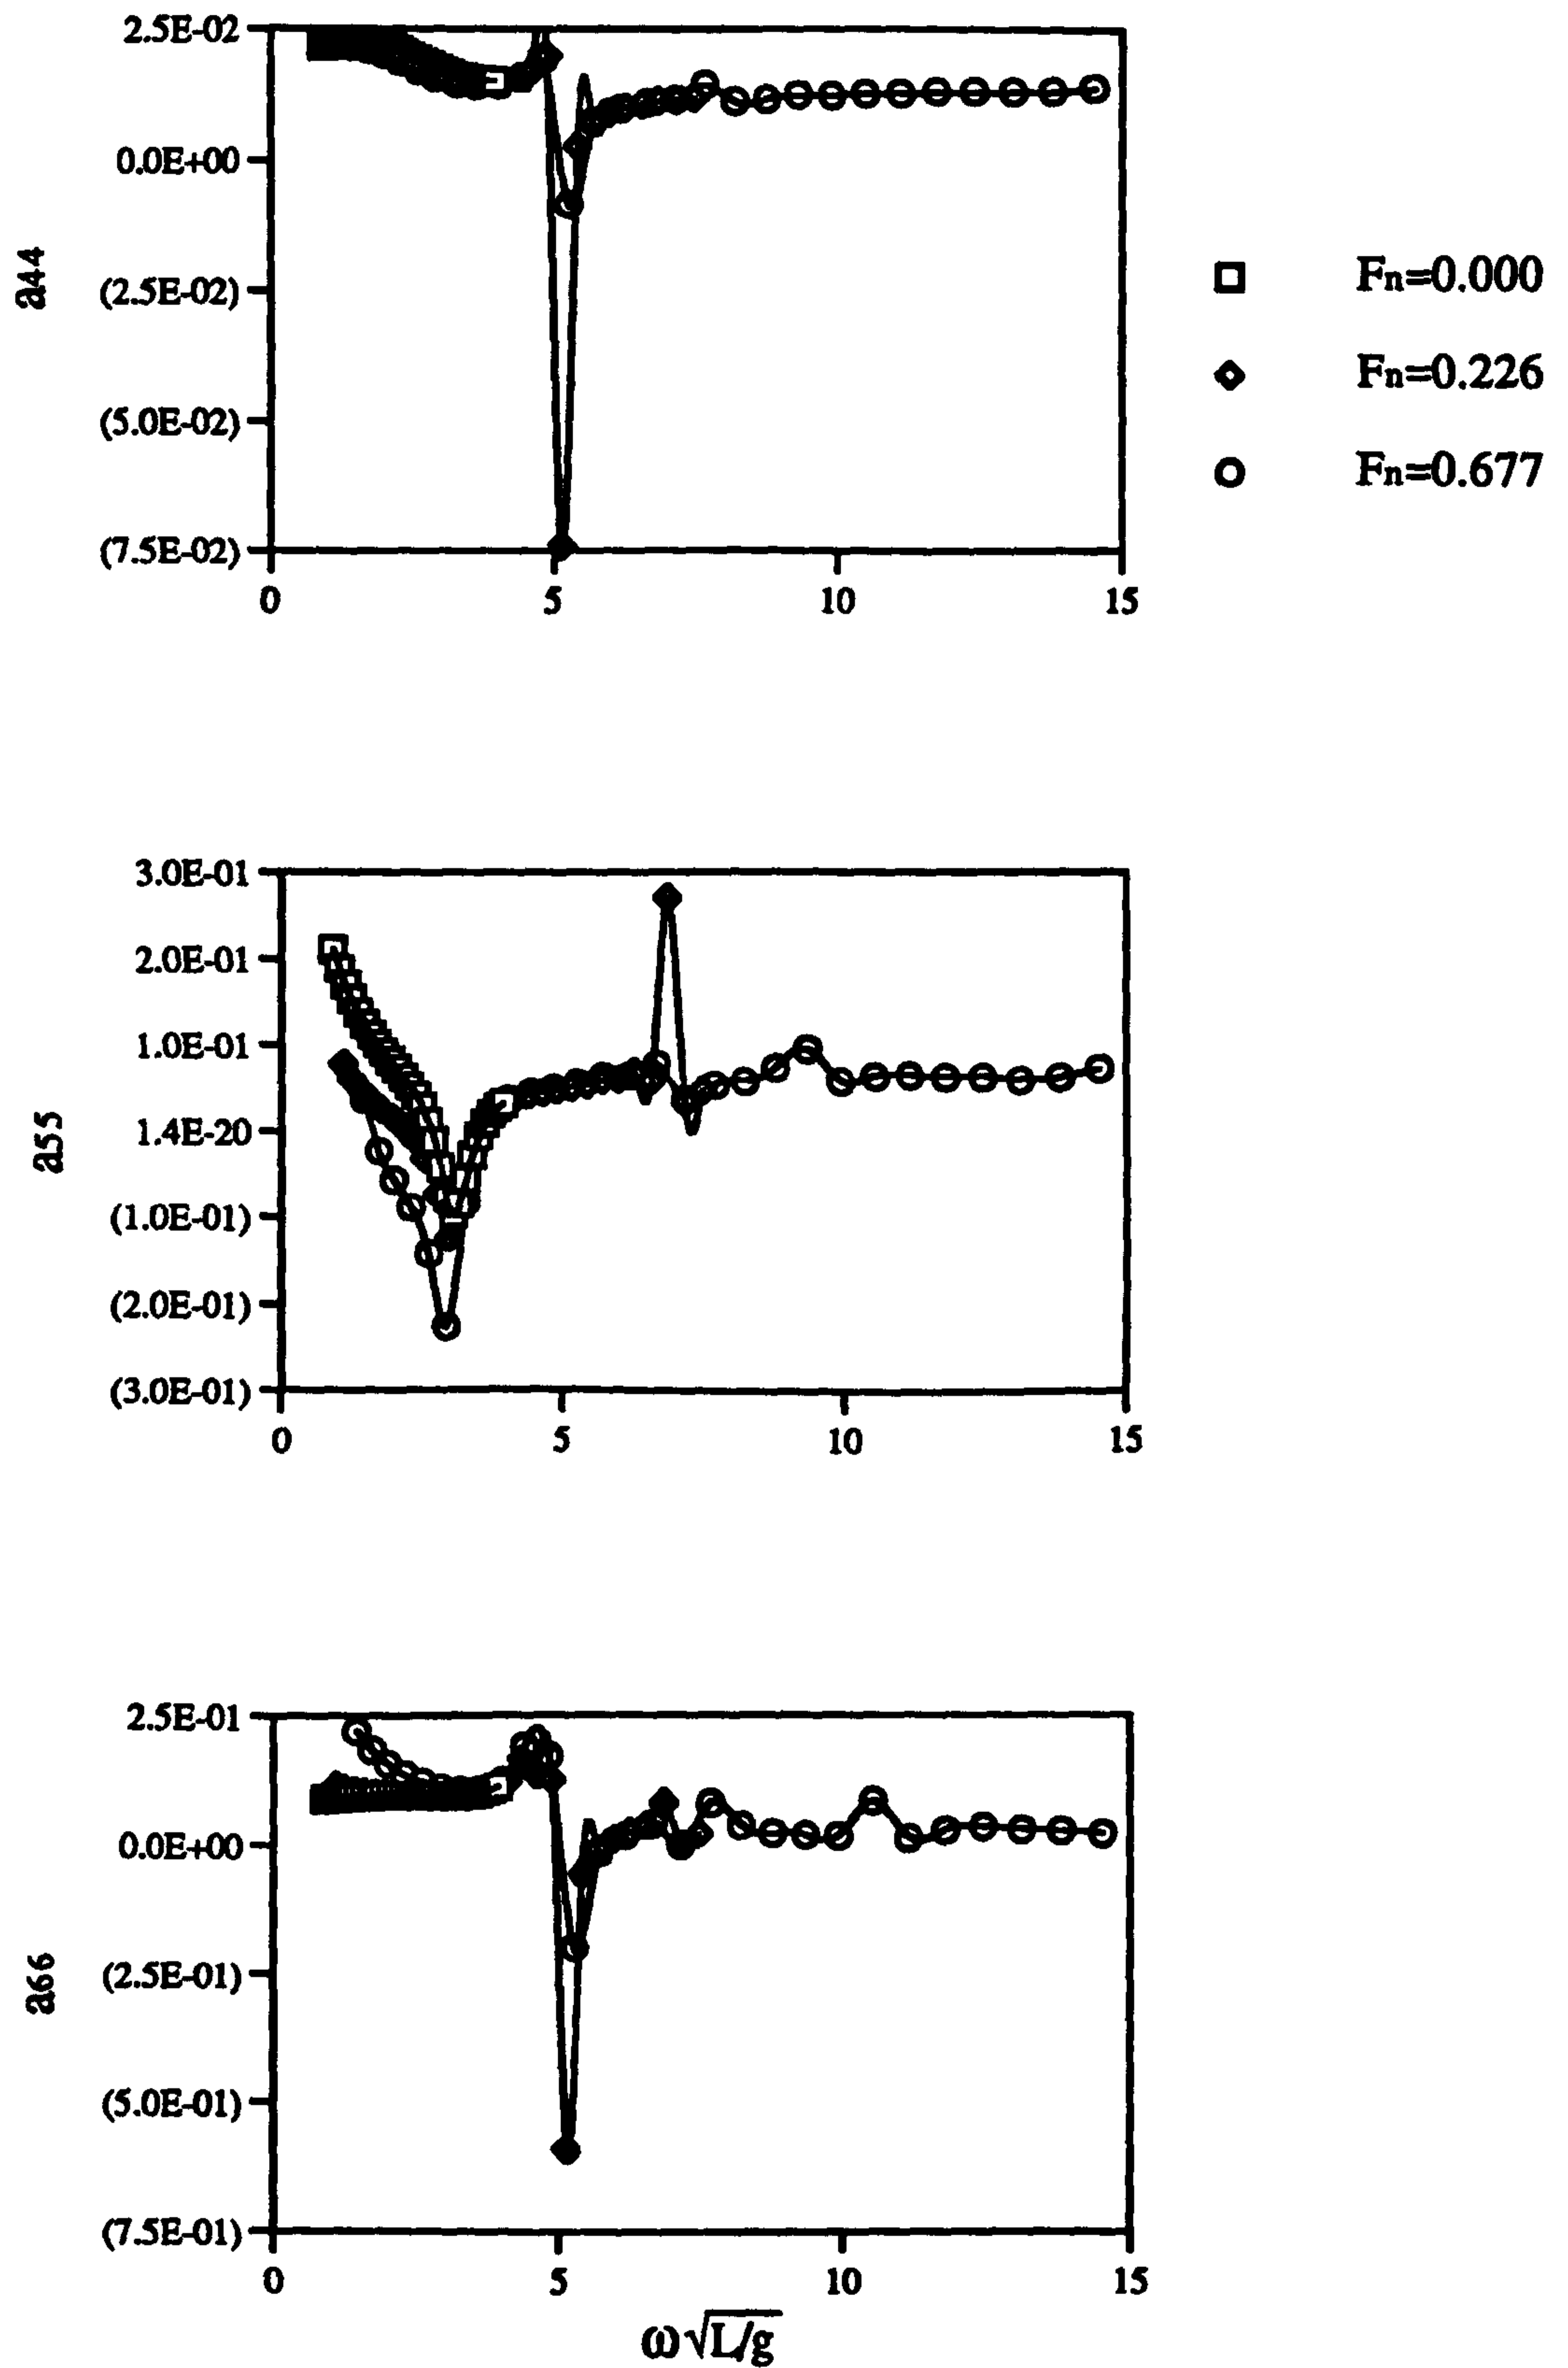 2.5E-02
0.0E+00
(2.5E-02)
(5.0E-02)
(7.5E-02)
a44
0 5 10 15
Fn=0.000
Fn=0.226
Fn=0.677
3.0E-01
2.0E-01
1.0E-01
1.4E-20
(1.0E-01)
(2.0E-01)
(3.0E-01)
a55
0 5 10 15
2.5E-01
0.0E+00
(2.5E-01)
(5.0E-01)
(7.5E-01)
a66
0 5 10 15
ω√L/g